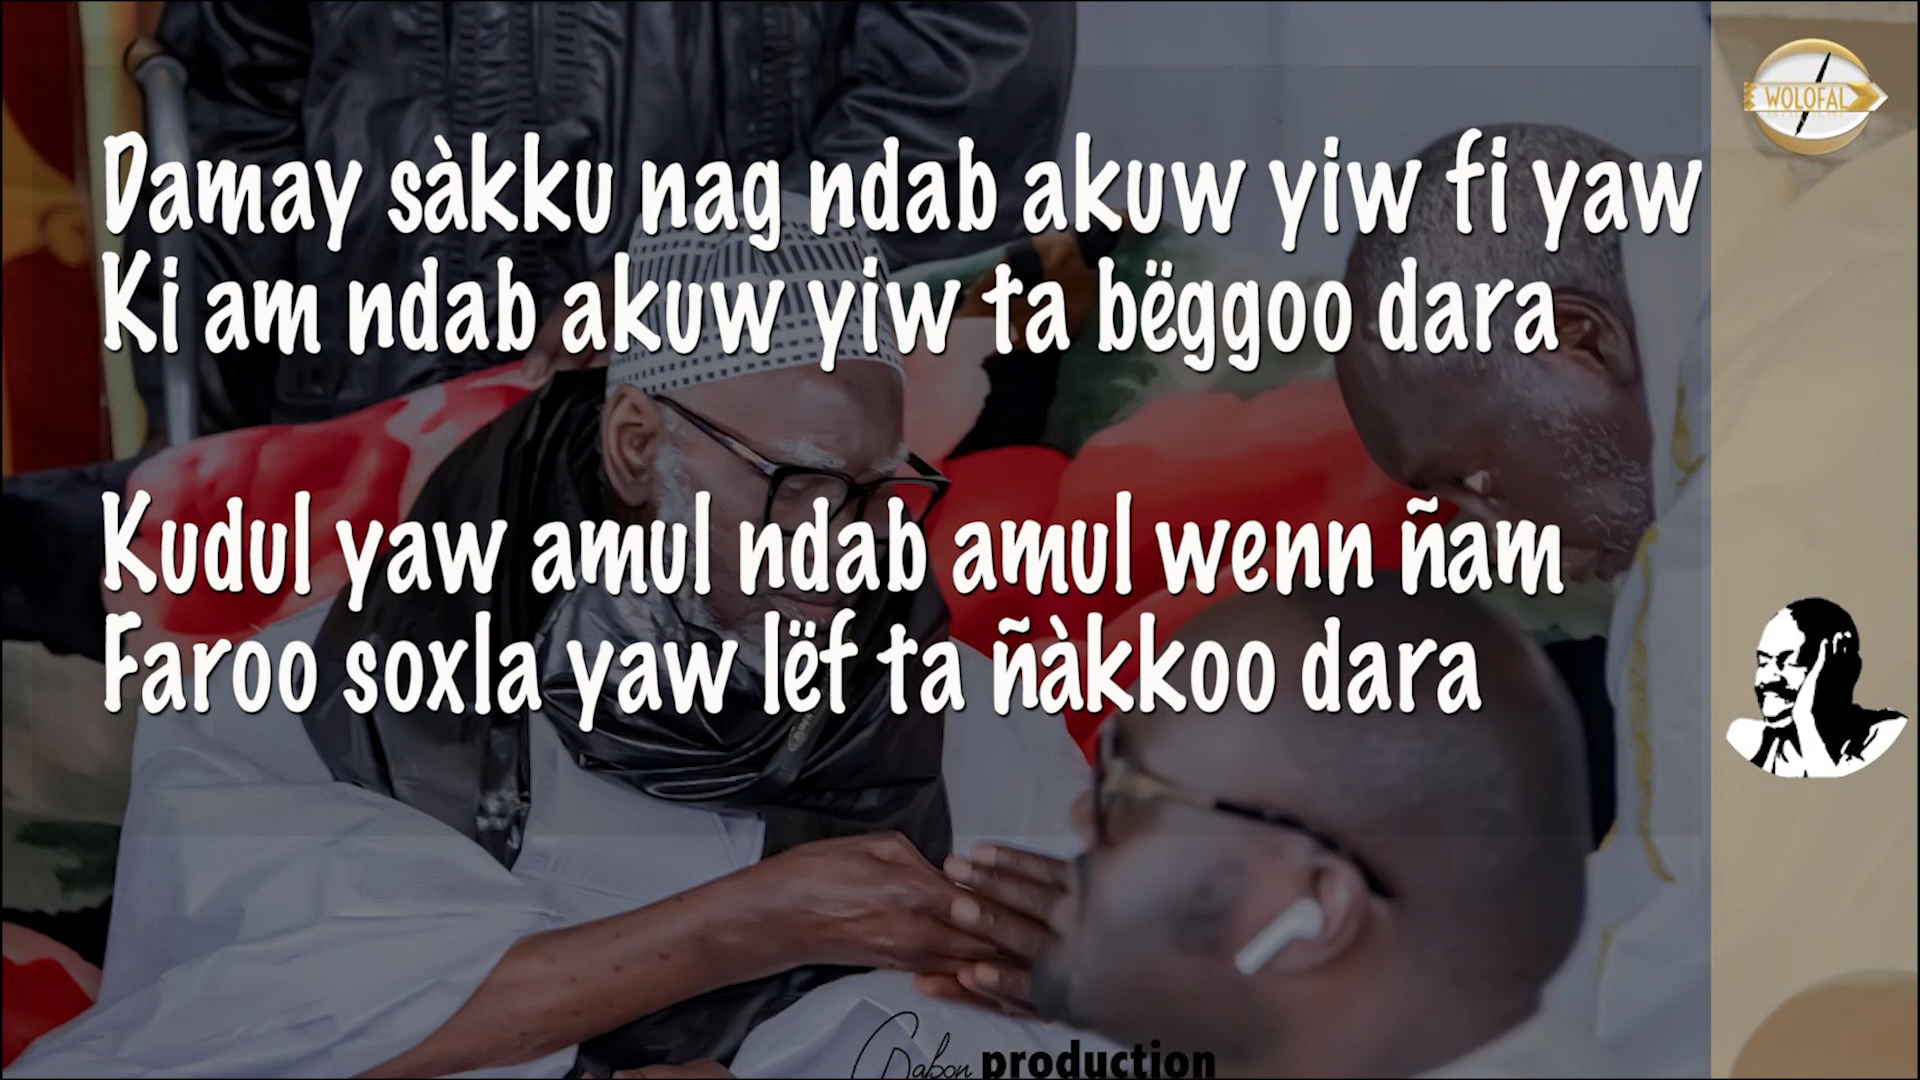 Damay sàkku nag ndab akuw yiw fi yaw
WOLOFAL
Ki am ndab akuw yiw ta bëggoo dara
Kudul yaw amul ndab amul wenn ñam
Faroo soxla yaw lëf ta ñàkkoo dara
Dabon production